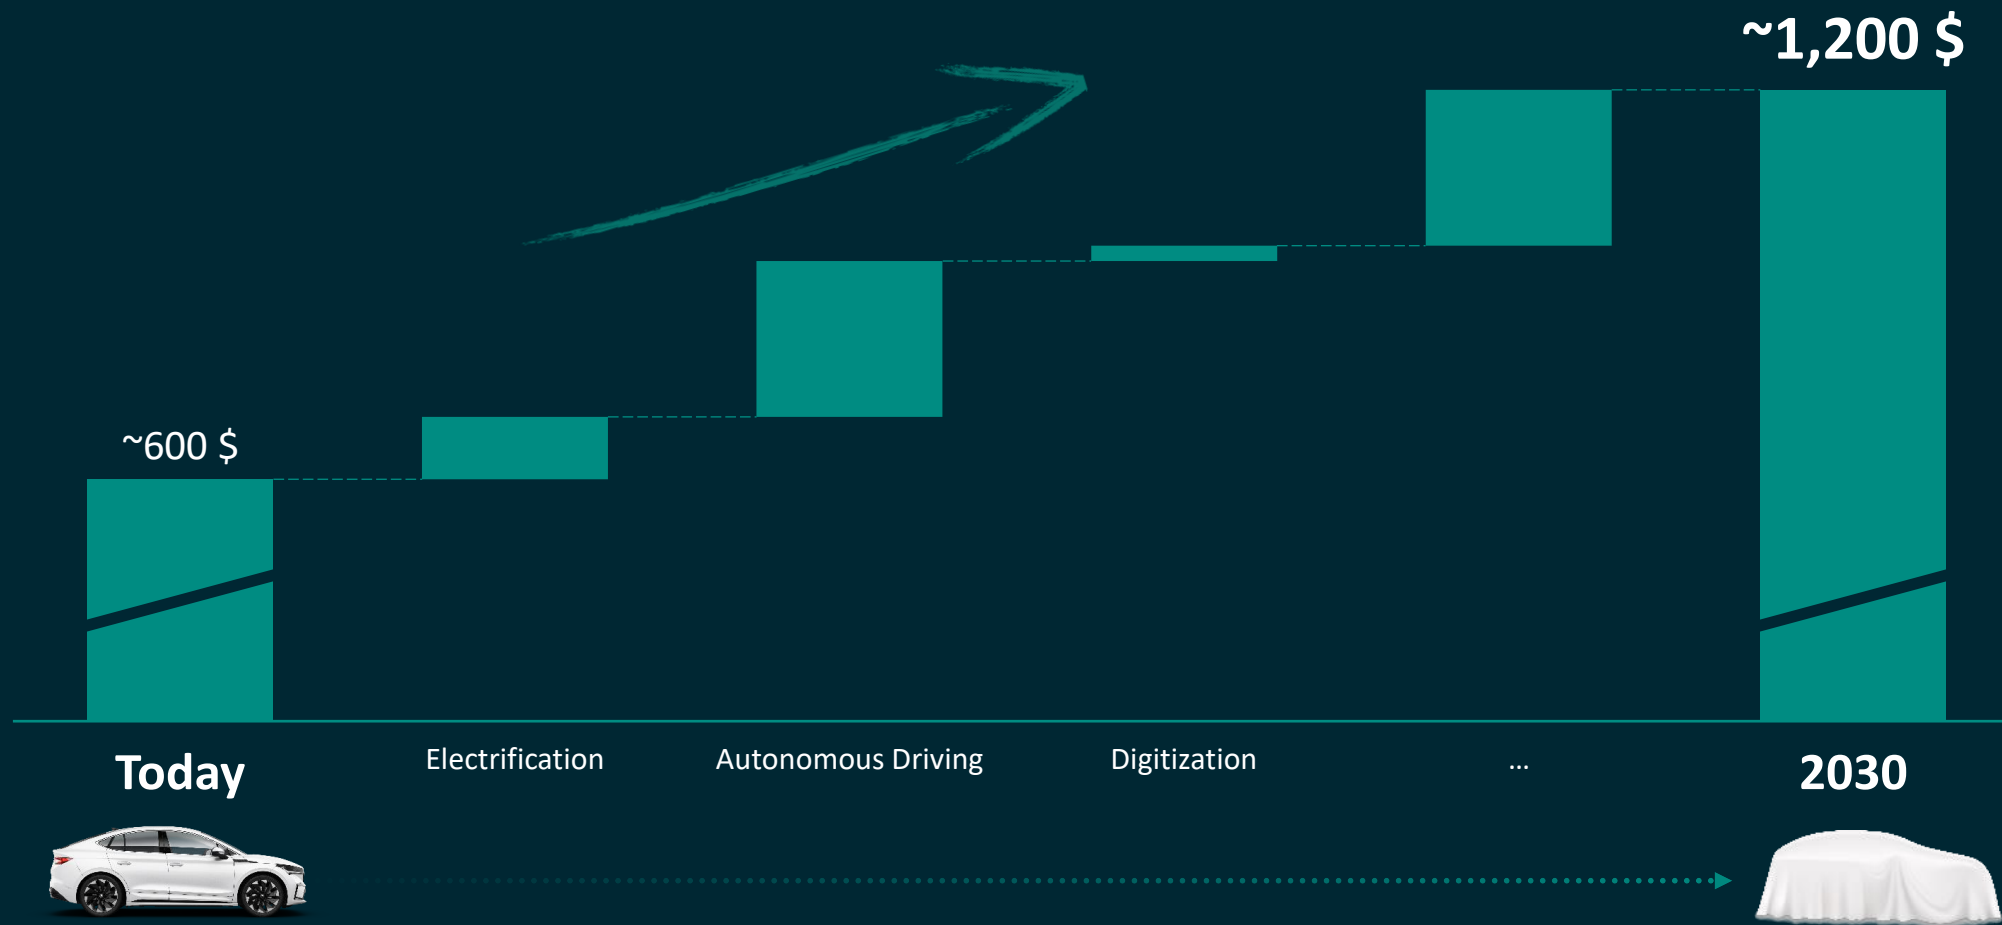 ~1,200 $
~600 $
Today
Electrification
Autonomous Driving
Digitization
...
2030